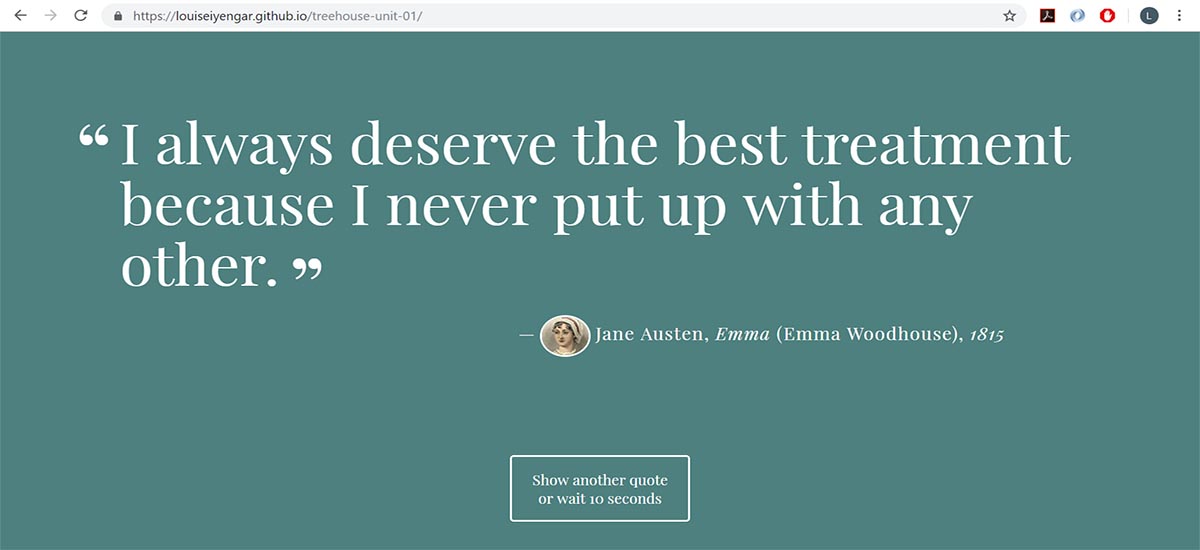 https://louiseiyengar.github.io/treehouse-unit-01/
L
“ I always deserve the best treatment
because I never put up with any
other. ”
— Jane Austen, Emma (Emma Woodhouse), 1815
Show another quote
or wait 10 seconds